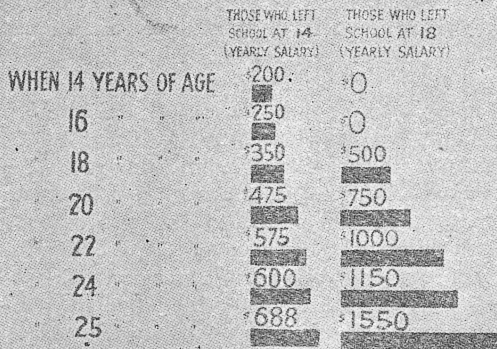 THOSE WHO LEFT THOSE WHO LEFT
SCHOOL AT 14 SCHOOL AT 18
(YEARLY SALARY) (YEARLY SALARY)
WHEN 14 YEARS OF AGE $200. $0
16 " " " $250 $0
" 18 " " " $350 $500
" 20 " " " $475 $750
" 22 " " " $575 $1000
" 24 " " " $600 $1150
" 25 " " " $688 $1550